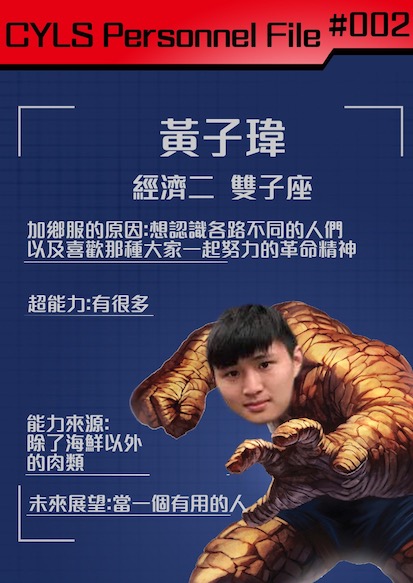 CYLS Personnel File #002
黃子瑋
經濟二 雙子座
加鄉服的原因:想認識各路不同的人們
以及喜歡那種大家一起努力的革命精神
超能力:有很多
能力來源:
除了海鮮以外
的肉類
未來展望:當一個有用的人